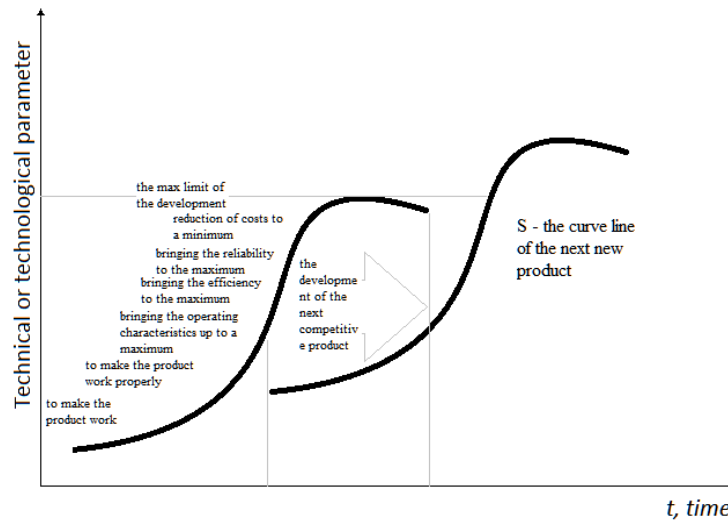 Technical or technological parameter
the max limit of
the development
reduction of costs to
a minimum
bringing the reliability
to the maximum
bringing the efficiency
to the maximum
bringing the operating
characteristics up to a
maximum
to make the product
work properly
to make the
product work
the
developme
nt of the
next
competitiv
e product
S - the curve line
of the next new
product
t, time